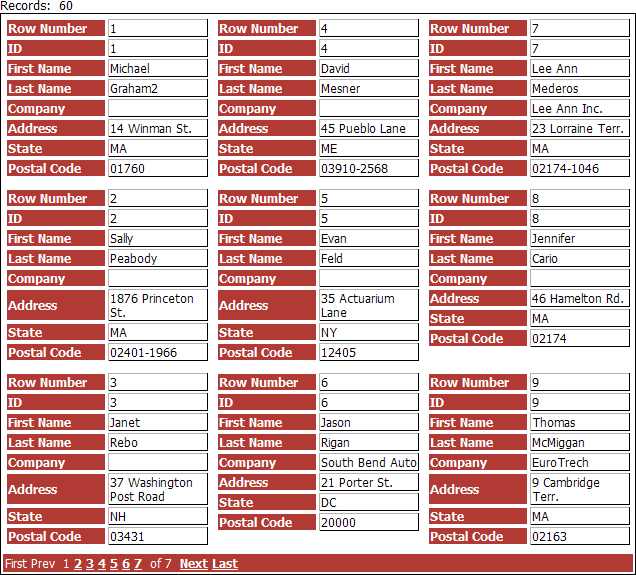 Records: 60
Row Number 1
ID 1
First Name Michael
Last Name Graham2
Company
Address 14 Winman St.
State MA
Postal Code 01760
Row Number 4
ID 4
First Name David
Last Name Mesner
Company
Address 45 Pueblo Lane
State ME
Postal Code 03910-2568
Row Number 7
ID 7
First Name Lee Ann
Last Name Mederos
Company Lee Ann Inc.
Address 23 Lorraine Terr.
State MA
Postal Code 02174-1046
Row Number 2
ID 2
First Name Sally
Last Name Peabody
Company
Address 1876 Princeton
St.
State MA
Postal Code 02401-1966
Row Number 5
ID 5
First Name Evan
Last Name Feld
Company
Address 35 Actuarium
Lane
State NY
Postal Code 12405
Row Number 8
ID 8
First Name Jennifer
Last Name Cario
Company
Address 46 Hamelton Rd.
State MA
Postal Code 02174
Row Number 3
ID 3
First Name Janet
Last Name Rebo
Company
Address 37 Washington
Post Road
State NH
Postal Code 03431
Row Number 6
ID 6
First Name Jason
Last Name Rigan
Company South Bend Auto
Address 21 Porter St.
State DC
Postal Code 20000
Row Number 9
ID 9
First Name Thomas
Last Name McMiggan
Company EuroTrech
Address 9 Cambridge
Terr.
State MA
Postal Code 02163
First Prev 1 2 3 4 5 6 7 of 7 Next Last